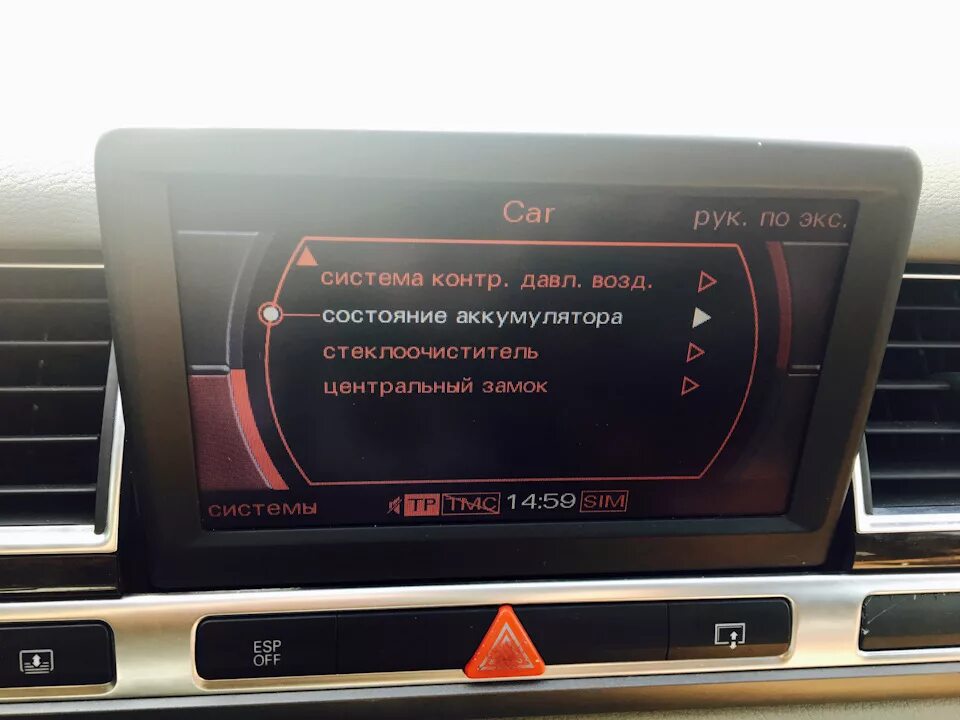 Car
рук. по экс.
система контр. давл. возд.
состояние аккумулятора
стеклоочиститель
центральный замок
системы
TP TMC 14:59 SIM
ESP
OFF